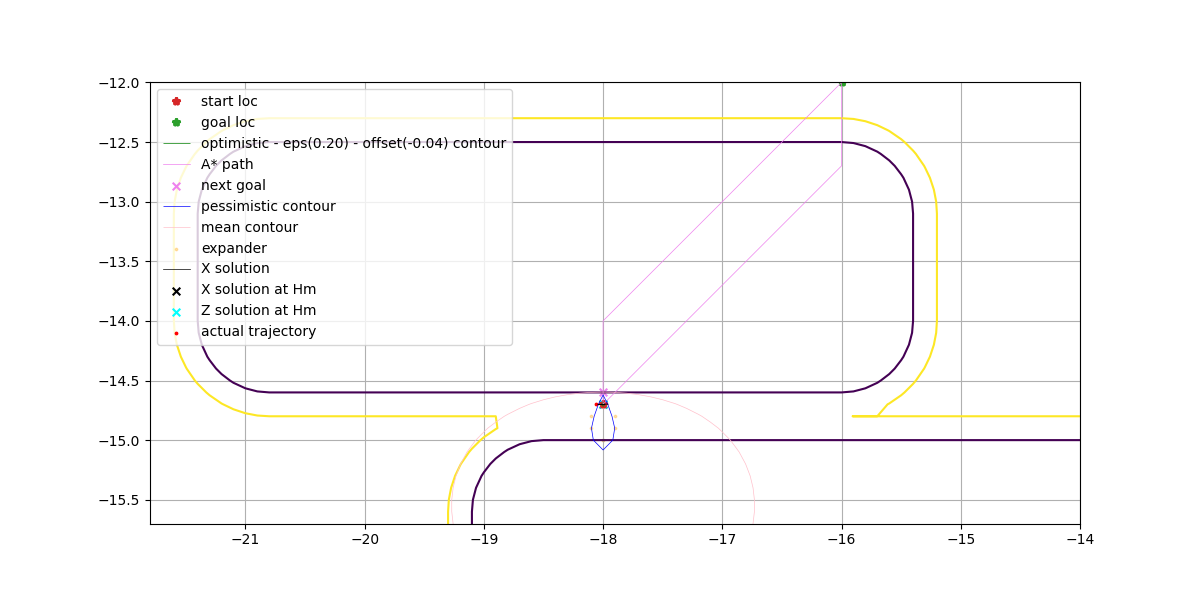 −12.0
−12.5
−13.0
−13.5
−14.0
−14.5
−15.0
−15.5
start loc
goal loc
optimistic - eps(0.20) - offset(-0.04) contour
A* path
next goal
pessimistic contour
mean contour
expander
X solution
X solution at Hm
Z solution at Hm
actual trajectory
−21
−20
−19
−18
−17
−16
−15
−14